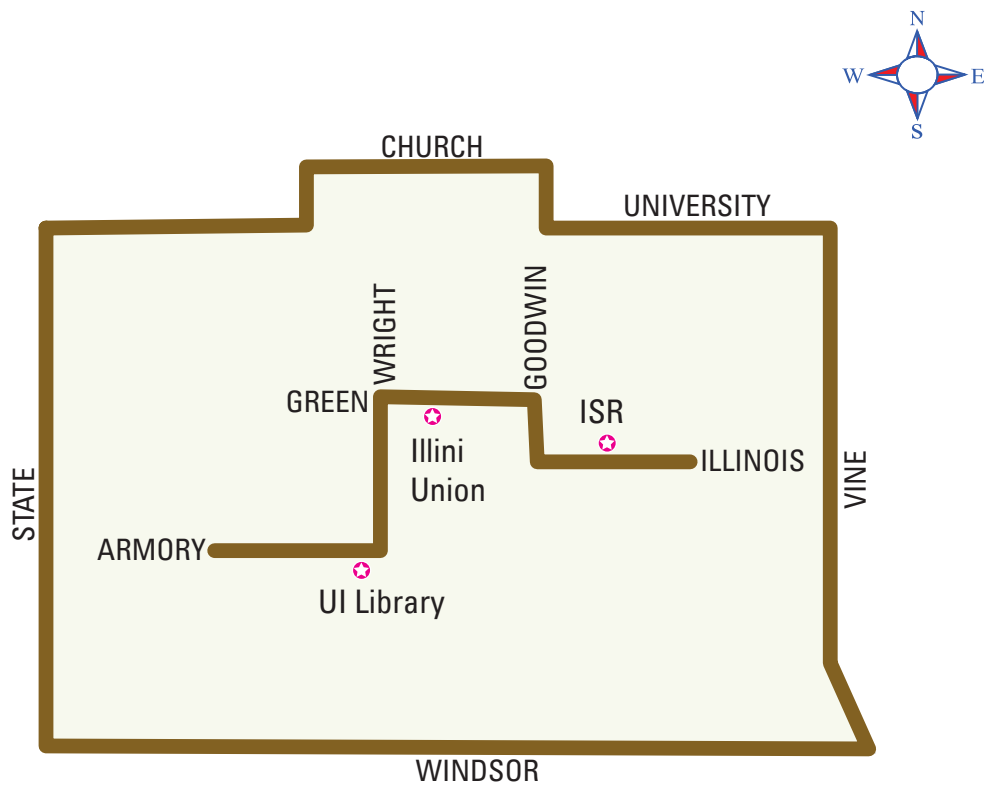 N
W E
S
CHURCH
UNIVERSITY
WRIGHT
GOODWIN
GREEN
ISR
Illini
Union
ILLINOIS
STATE
VINE
ARMORY
UI Library
WINDSOR